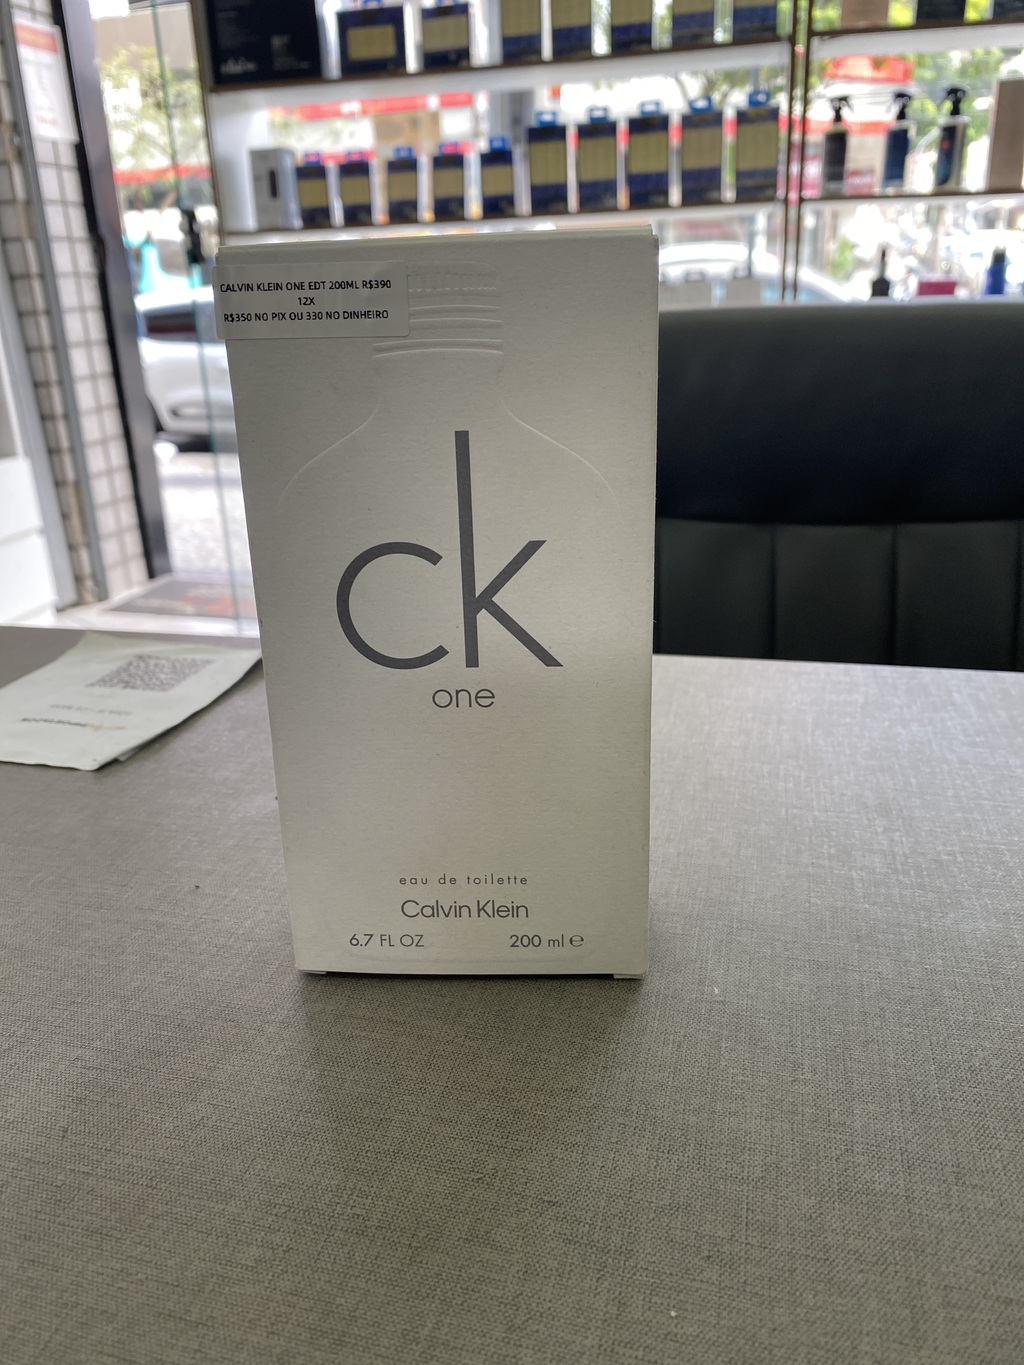 CALVIN KLEIN ONE EDT 200ML R$390
12X
R$350 NO PIX OU 330 NO DINHEIRO
ck
one
eau de toilette
Calvin Klein
6.7 FL OZ 200 ml ℮